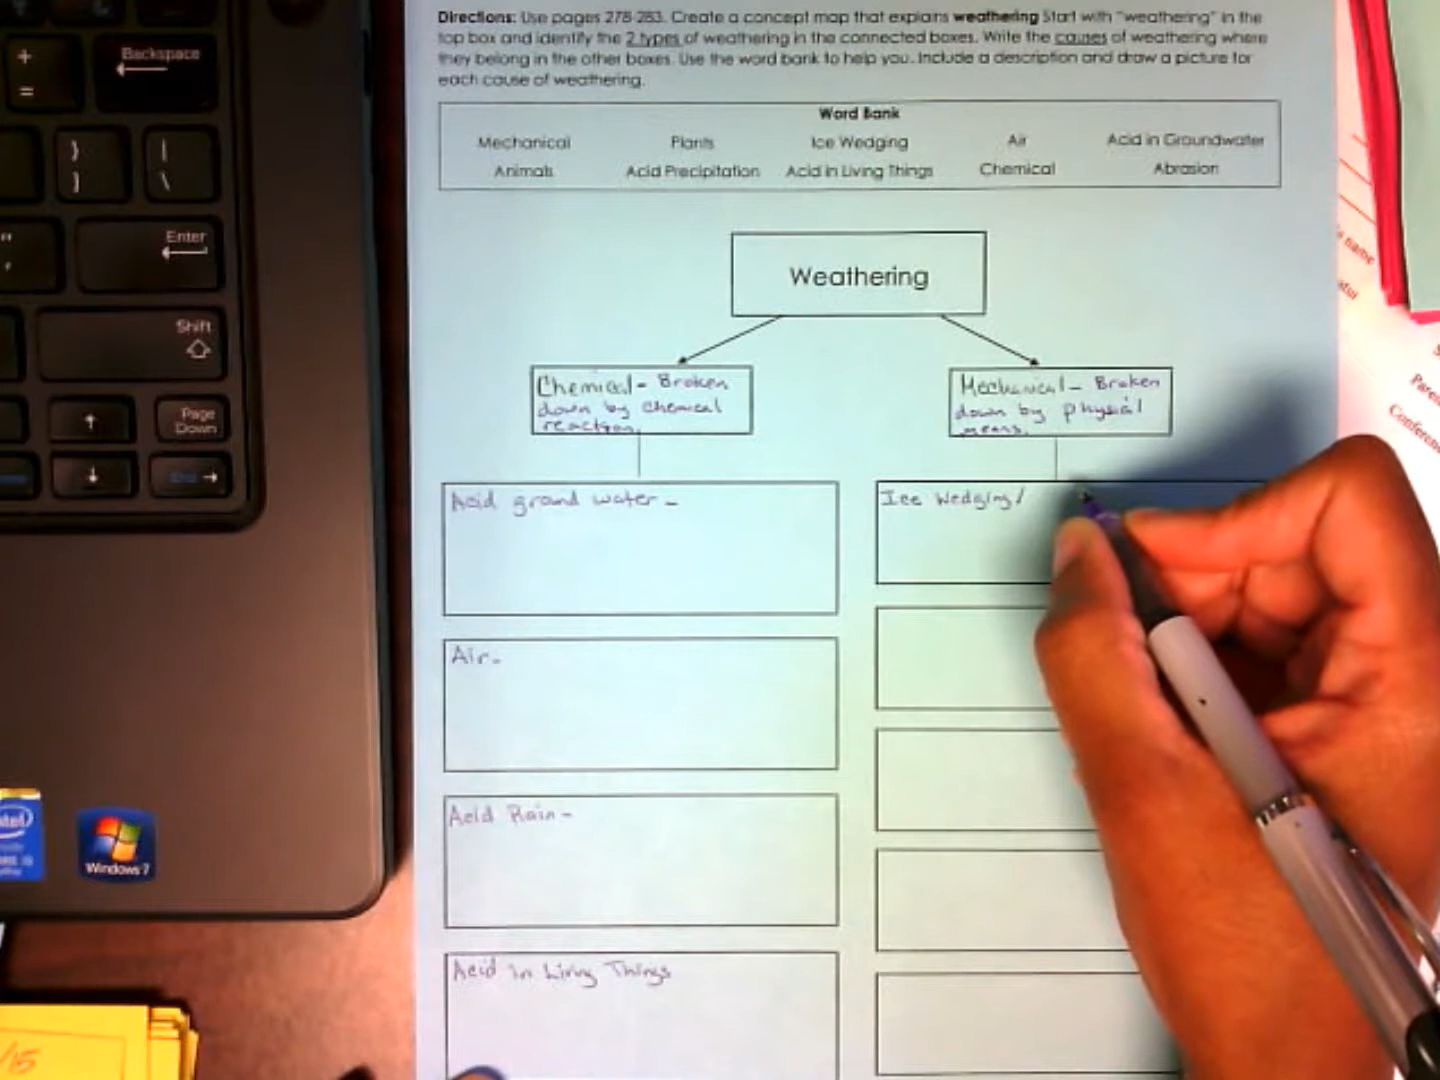 Directions: Use pages 278-283. Create a concept map that explains weathering Start with "weathering" in the
top box and identify the 2 types of weathering in the connected boxes. Write the causes of weathering where
they belong in the other boxes. Use the word bank to help you. Include a description and draw a picture for
each cause of weathering.
Word Bank
Mechanical Plants Ice Wedging Air Acid in Groundwater
Animals Acid Precipitation Acid in Living Things Chemical Abrasion
Weathering
Chemical - Broken
down by chemical
reaction.
Mechanical - Broken
down by physical
means.
Acid ground water -
Ice Wedging/
Air -
Acid Rain -
Acid in Living Things
+
=
Backspace
}
]
|
\
"
'
Enter
Shift
Page
Down
intel
Windows 7
/15
name
Conference